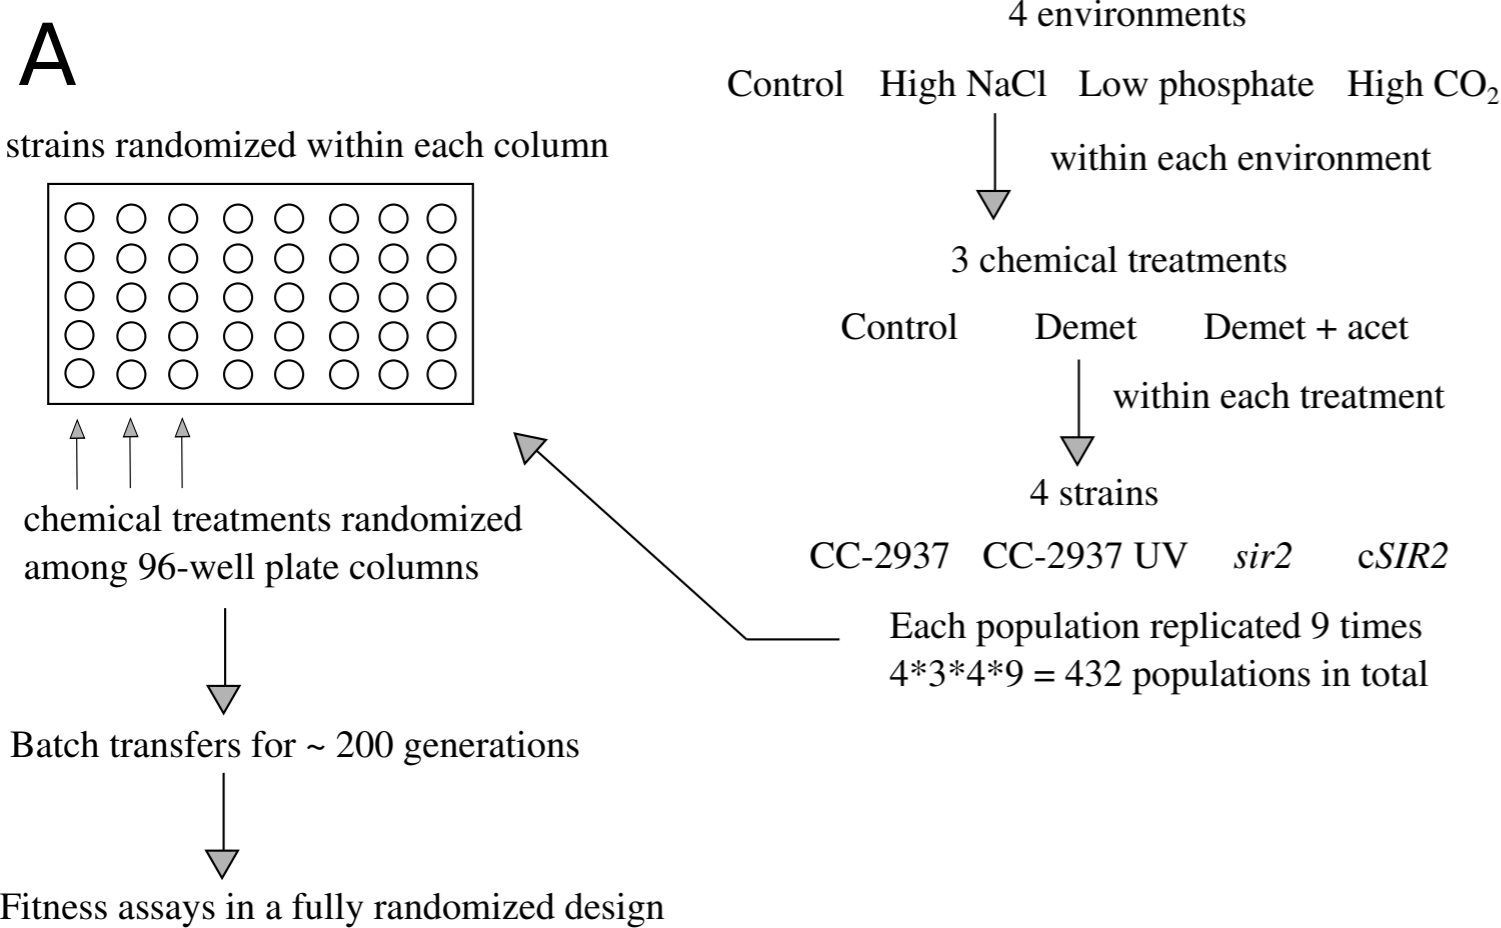 A
strains randomized within each column
chemical treatments randomized
among 96-well plate columns
Batch transfers for ~ 200 generations
Fitness assays in a fully randomized design
4 environments
Control High NaCl Low phosphate High CO₂
within each environment
3 chemical treatments
Control Demet Demet + acet
within each treatment
4 strains
CC-2937 CC-2937 UV sir2 cSIR2
Each population replicated 9 times
4*3*4*9 = 432 populations in total